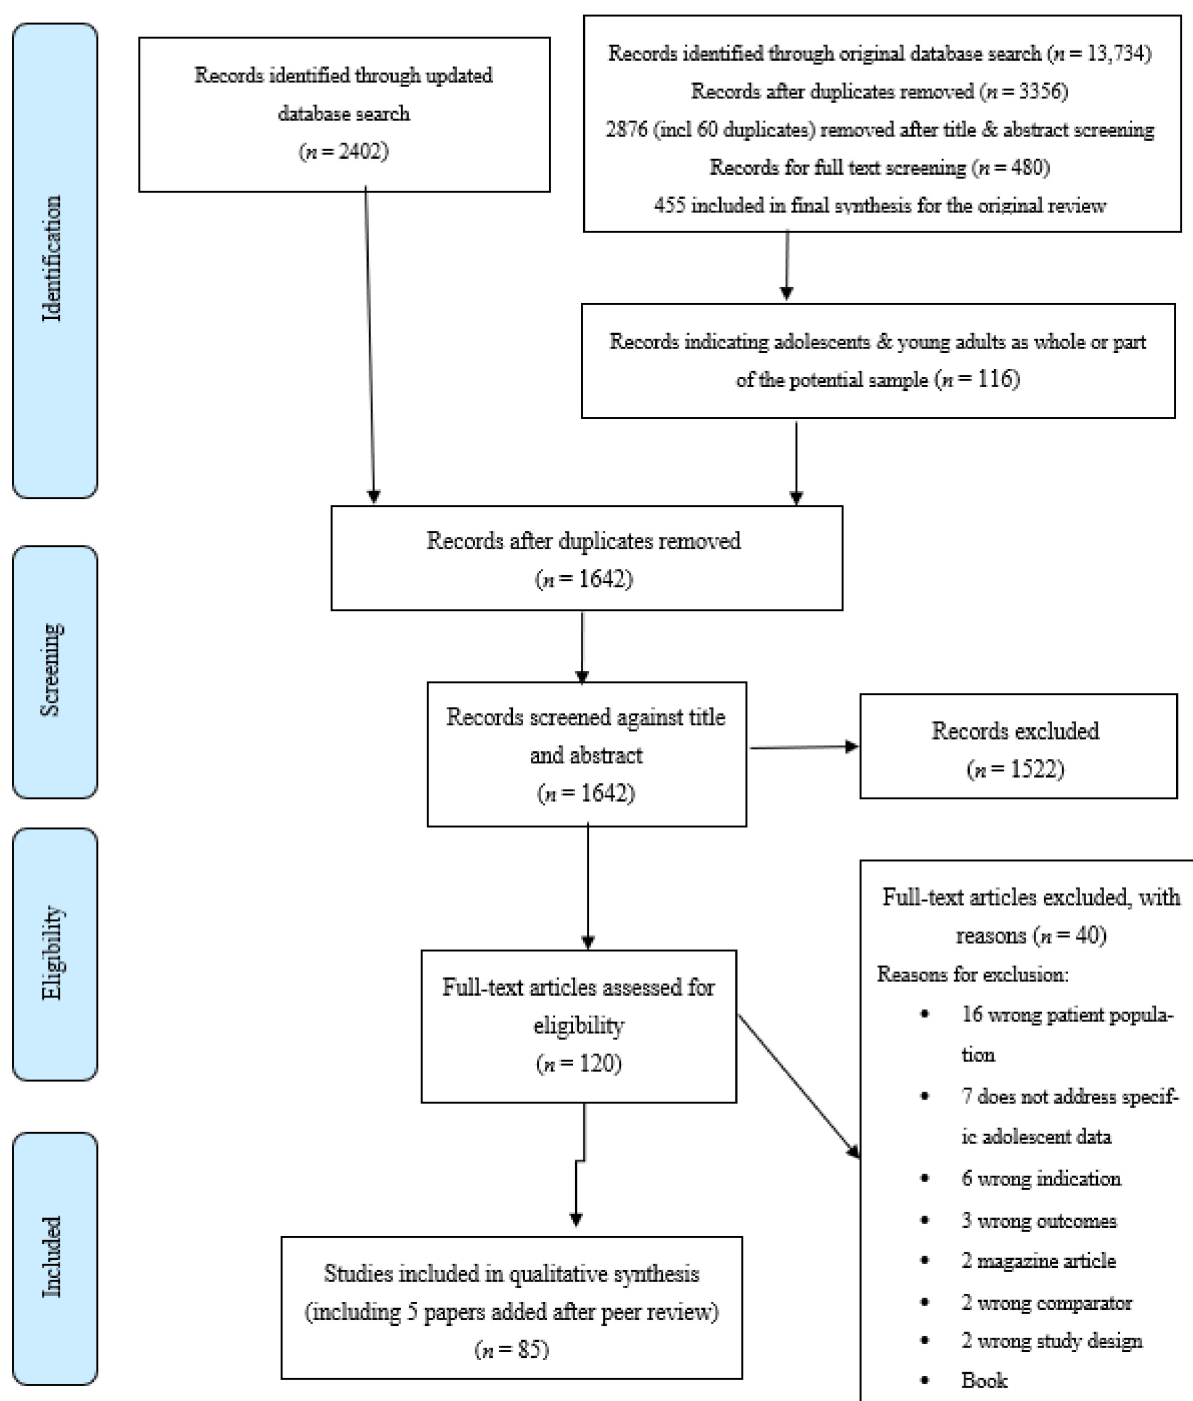 Identification
Records identified through updated
database search
(n = 2402)
Records identified through original database search (n = 13,734)
Records after duplicates removed (n = 3356)
2876 (incl 60 duplicates) removed after title & abstract screening
Records for full text screening (n = 480)
455 included in final synthesis for the original review
Records indicating adolescents & young adults as whole or part
of the potential sample (n = 116)
Screening
Records after duplicates removed
(n = 1642)
Records screened against title
and abstract
(n = 1642)
Records excluded
(n = 1522)
Eligibility
Full-text articles assessed for
eligibility
(n = 120)
Full-text articles excluded, with
reasons (n = 40)
Reasons for exclusion:
• 16 wrong patient popula-
tion
• 7 does not address specif-
ic adolescent data
• 6 wrong indication
• 3 wrong outcomes
• 2 magazine article
• 2 wrong comparator
• 2 wrong study design
• Book
Included
Studies included in qualitative synthesis
(including 5 papers added after peer review)
(n = 85)